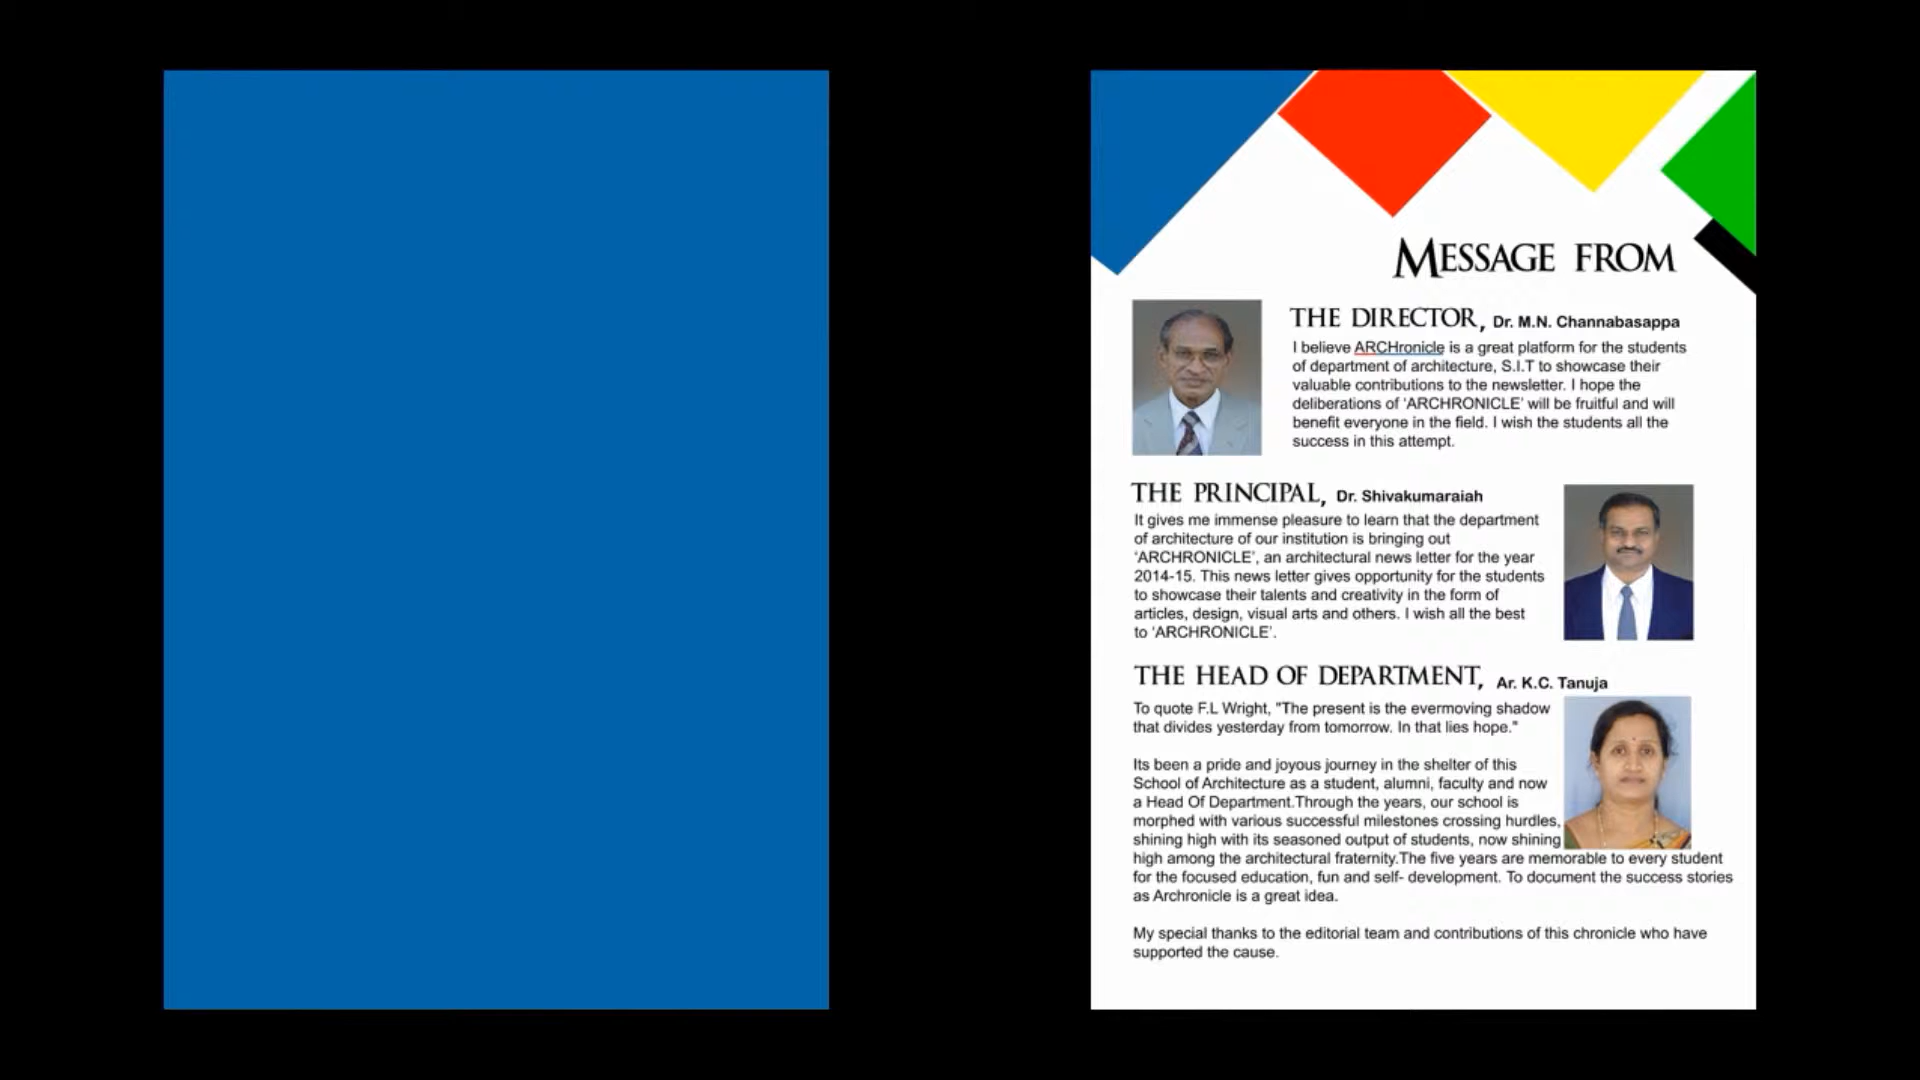 MESSAGE FROM
THE DIRECTOR, Dr. M.N. Channabasappa
I believe ARCHronicle is a great platform for the students
of department of architecture, S.I.T to showcase their
valuable contributions to the newsletter. I hope the
deliberations of ‘ARCHRONICLE’ will be fruitful and will
benefit everyone in the field. I wish the students all the
success in this attempt.
THE PRINCIPAL, Dr. Shivakumaraiah
It gives me immense pleasure to learn that the department
of architecture of our institution is bringing out
‘ARCHRONICLE’, an architectural news letter for the year
2014-15. This news letter gives opportunity for the students
to showcase their talents and creativity in the form of
articles, design, visual arts and others. I wish all the best
to ‘ARCHRONICLE’.
THE HEAD OF DEPARTMENT, Ar. K.C. Tanuja
To quote F.L Wright, "The present is the evermoving shadow
that divides yesterday from tomorrow. In that lies hope."
Its been a pride and joyous journey in the shelter of this
School of Architecture as a student, alumni, faculty and now
a Head Of Department.Through the years, our school is
morphed with various successful milestones crossing hurdles,
shining high with its seasoned output of students, now shining
high among the architectural fraternity.The five years are memorable to every student
for the focused education, fun and self- development. To document the success stories
as Archronicle is a great idea.
My special thanks to the editorial team and contributions of this chronicle who have
supported the cause.